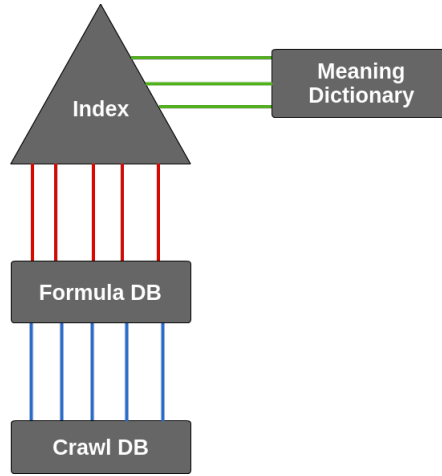 Index
Meaning
Dictionary
Formula DB
Crawl DB